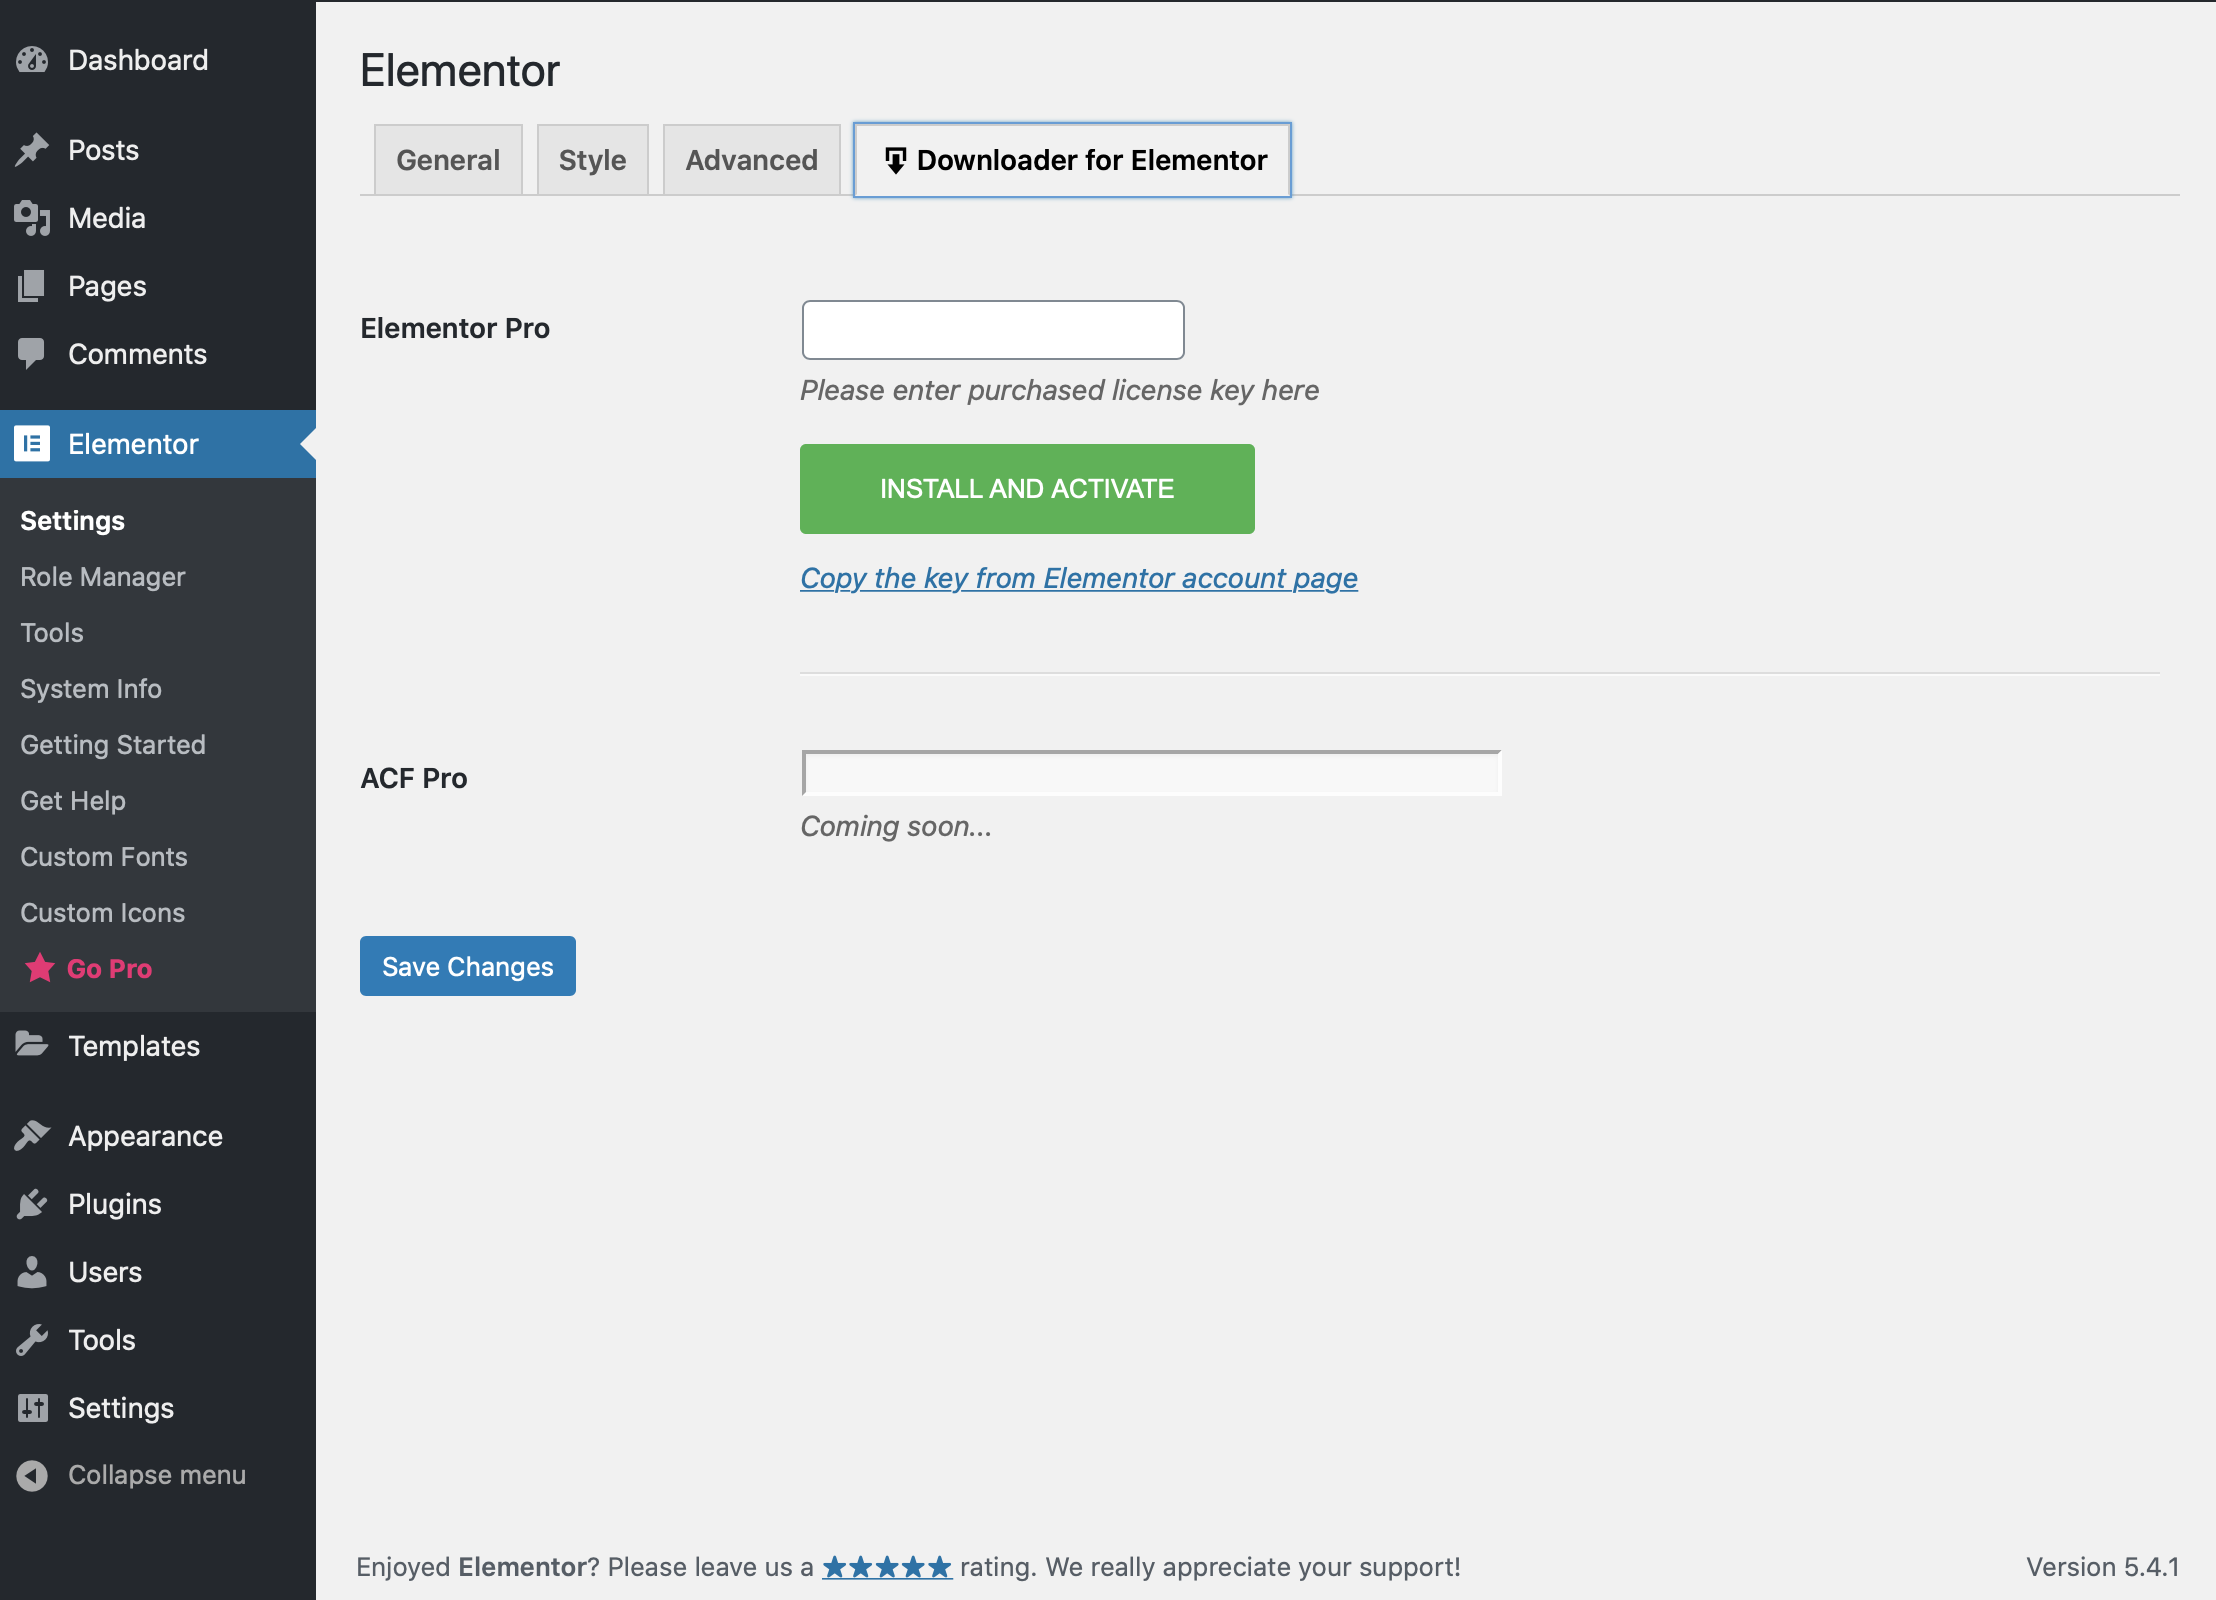 Dashboard
Posts
Media
Pages
Comments
Elementor
Settings
Role Manager
Tools
System Info
Getting Started
Get Help
Custom Fonts
Custom Icons
Go Pro
Templates
Appearance
Plugins
Users
Tools
Settings
Collapse menu
Elementor
General Style Advanced Downloader for Elementor
Elementor Pro
Please enter purchased license key here
INSTALL AND ACTIVATE
Copy the key from Elementor account page
ACF Pro
Coming soon...
Save Changes
Enjoyed Elementor? Please leave us a ★★★★★ rating. We really appreciate your support!
Version 5.4.1